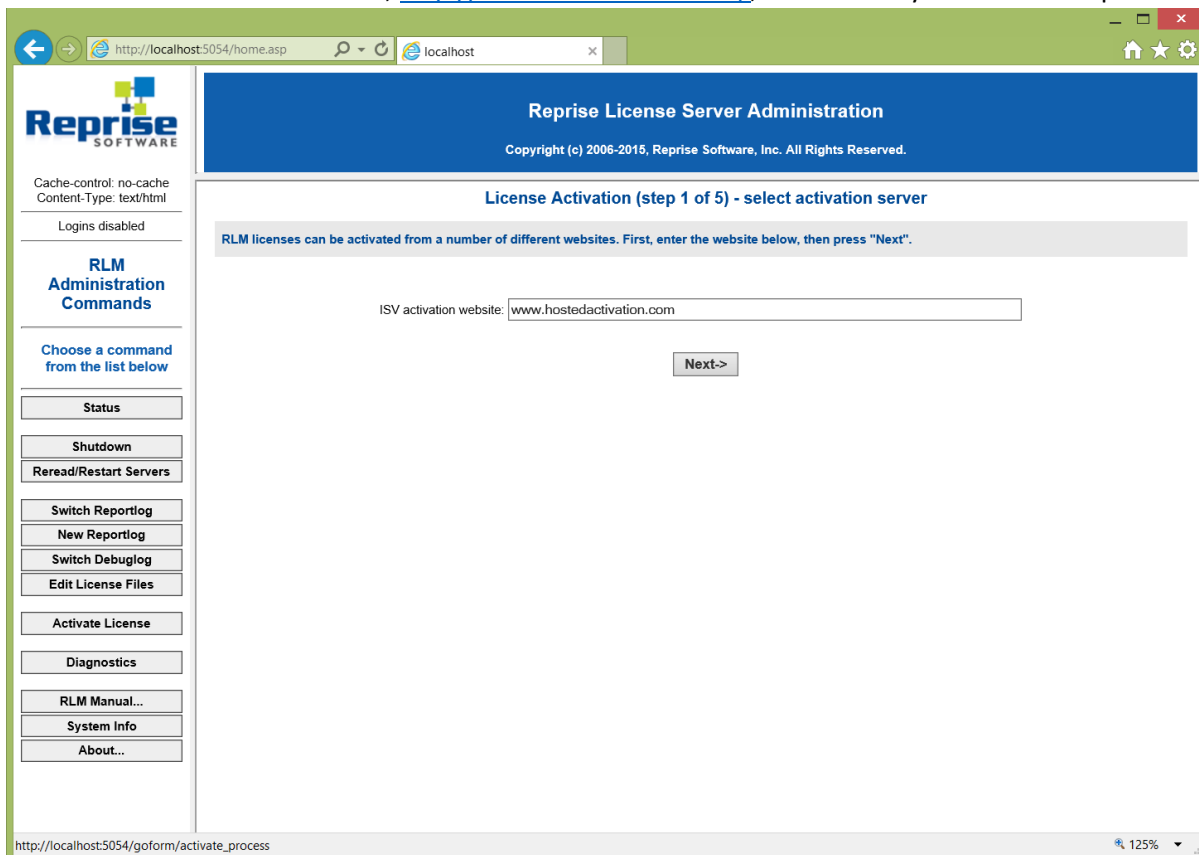 http://localhost:5054/home.asp
localhost
Reprise
SOFTWARE
Cache-control: no-cache
Content-Type: text/html
Logins disabled
RLM
Administration
Commands
Choose a command
from the list below
Status
Shutdown
Reread/Restart Servers
Switch Reportlog
New Reportlog
Switch Debuglog
Edit License Files
Activate License
Diagnostics
RLM Manual...
System Info
About...
Reprise License Server Administration
Copyright (c) 2006-2015, Reprise Software, Inc. All Rights Reserved.
License Activation (step 1 of 5) - select activation server
RLM licenses can be activated from a number of different websites. First, enter the website below, then press "Next".
ISV activation website: www.hostedactivation.com
Next->
http://localhost:5054/goform/activate_process
125%